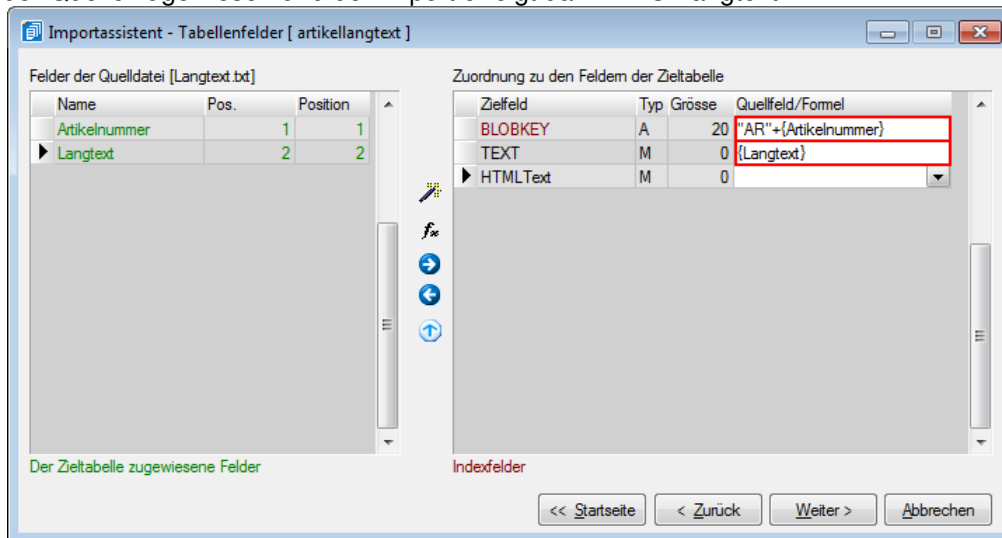 Importassistent - Tabellenfelder [ artikellangtext ]
Felder der Quelldatei [Langtext.txt]
Zuordnung zu den Feldern der Zieltabelle
Name Pos. Position
Artikelnummer 1 1
Langtext 2 2
Zielfeld Typ Grösse Quellfeld/Formel
BLOBKEY A 20 "AR"+{Artikelnummer}
TEXT M 0 {Langtext}
HTMLText M 0
fx
Der Zieltabelle zugewiesene Felder
Indexfelder
<< Startseite < Zurück Weiter > Abbrechen